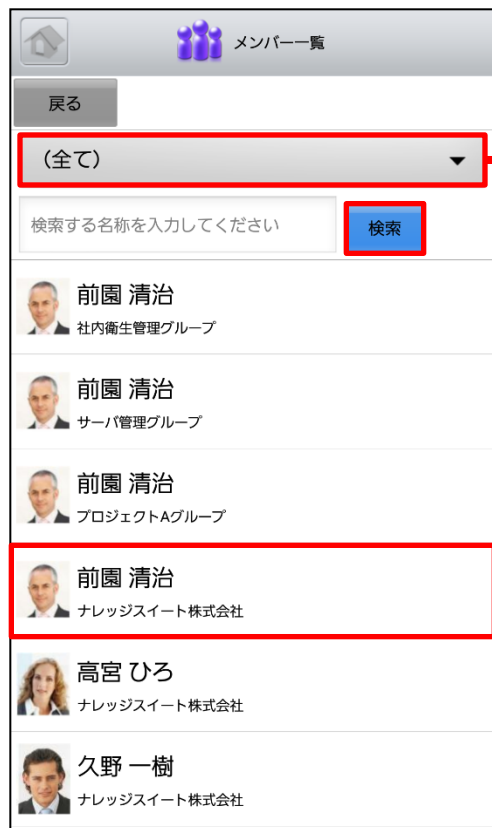 メンバー一覧
戻る
(全て)
検索する名称を入力してください
検索
前園 清治
社内衛生管理グループ
前園 清治
サーバ管理グループ
前園 清治
プロジェクトAグループ
前園 清治
ナレッジスイート株式会社
高宮 ひろ
ナレッジスイート株式会社
久野 一樹
ナレッジスイート株式会社